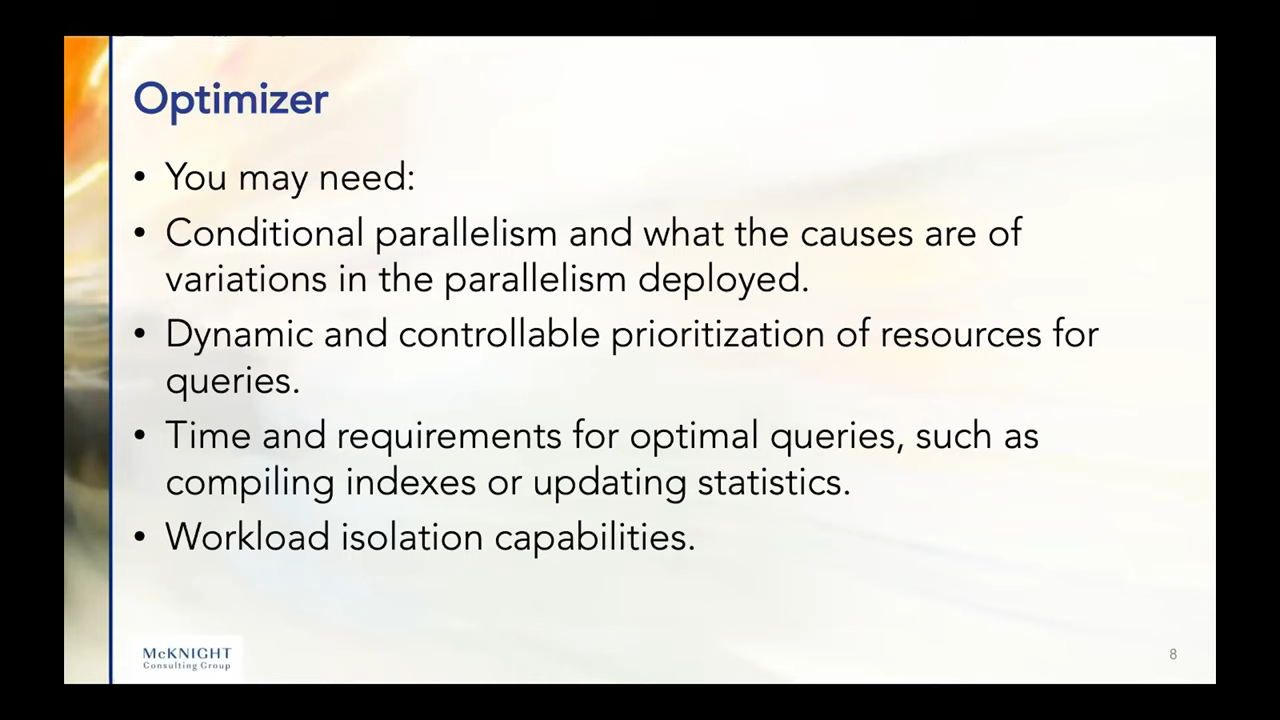 Optimizer
• You may need:
• Conditional parallelism and what the causes are of
variations in the parallelism deployed.
• Dynamic and controllable prioritization of resources for
queries.
• Time and requirements for optimal queries, such as
compiling indexes or updating statistics.
• Workload isolation capabilities.
McKNIGHT
Consulting Group
8